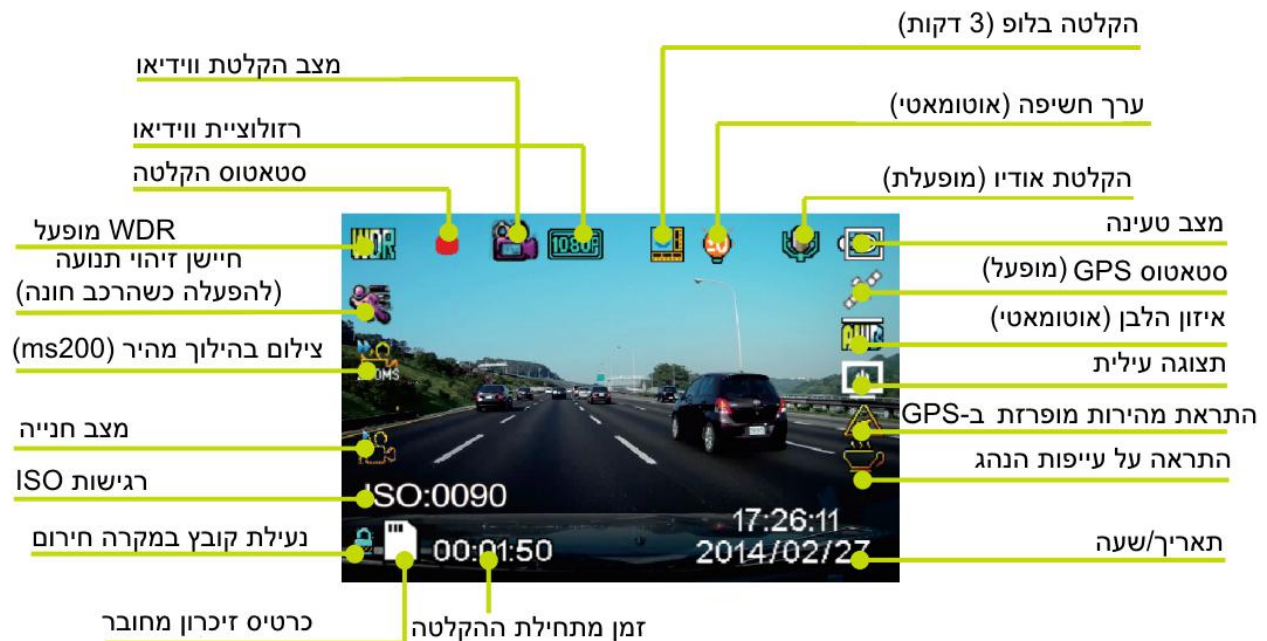 הקלטה בלופ (3 דקות)
מצב הקלטת ווידיאו
ערך חשיפה (אוטומאטי)
רזולוציית ווידיאו
סטאטוס הקלטה
הקלטת אודיו (מופעלת)
WDR מופעל
מצב טעינה
חיישן זיהוי תנועה
(להפעלה כשהרכב חונה)
סטאטוס GPS (מופעל)
איזון הלבן (אוטומאטי)
צילום בהילוך מהיר (ms200)
תצוגה עילית
התראת מהירות מופרזת ב-GPS
מצב חנייה
התראה על עייפות הנהג
רגישות ISO
נעילת קובץ במקרה חירום
תאריך/שעה
כרטיס זיכרון מחובר
זמן מתחילת ההקלטה
WDR
1080P
ISO:0090
17:26:11
00:01:50
2014/02/27